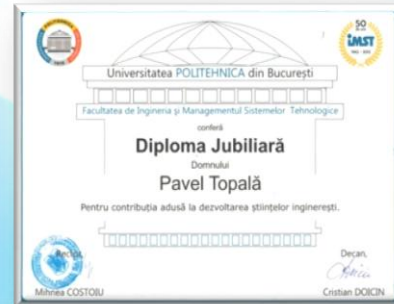 50
iMST
Universitatea POLITEHNICA din București
Facultatea de Ingineria și Managementul Sistemelor Tehnologice
conferă
Diploma Jubiliară
Domnului
Pavel Topală
Pentru contribuția adusă la dezvoltarea științelor inginerești.
Rector,
Decan,
Mihnea COSTOIU
Cristian DOICIN